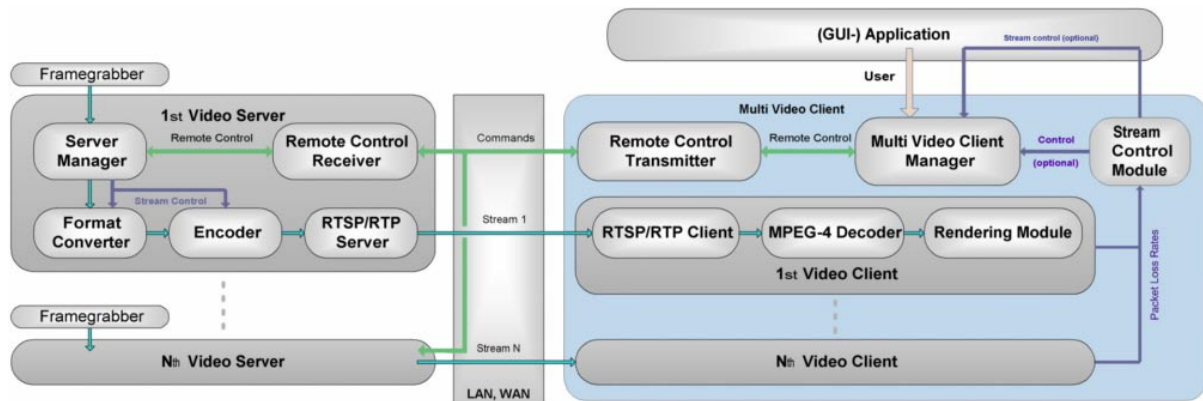 (GUI-) Application
Stream control (optional)
User
Framegrabber
1st Video Server
Server
Manager
Remote Control
Remote Control
Receiver
Stream Control
Format
Converter
Encoder
RTSP/RTP
Server
Framegrabber
Nth Video Server
Commands
Stream 1
Stream N
LAN, WAN
Multi Video Client
Remote Control
Transmitter
Remote Control
Multi Video Client
Manager
Control
(optional)
Stream
Control
Module
RTSP/RTP Client
MPEG-4 Decoder
Rendering Module
1st Video Client
Packet Loss Rates
Nth Video Client